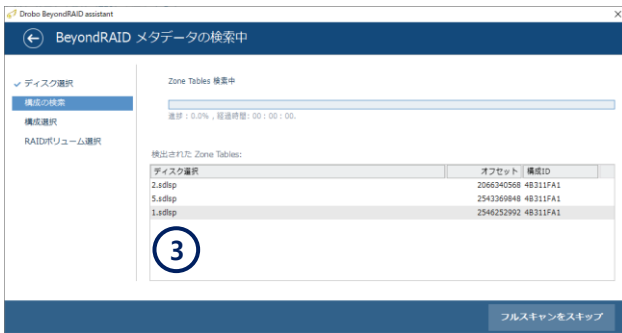 Drobo BeyondRAID assistant
BeyondRAID メタデータの検索中
ディスク選択
構成の検索
構成選択
RAIDボリューム選択
Zone Tables 検索中
進捗 : 0.0% , 経過時間: 00 : 00 : 00.
検出された Zone Tables:
ディスク選択 オフセット 構成ID
2.sdlsp 2066340568 4B311FA1
5.sdlsp 2543369848 4B311FA1
1.sdlsp 2546252992 4B311FA1
3
フルスキャンをスキップ